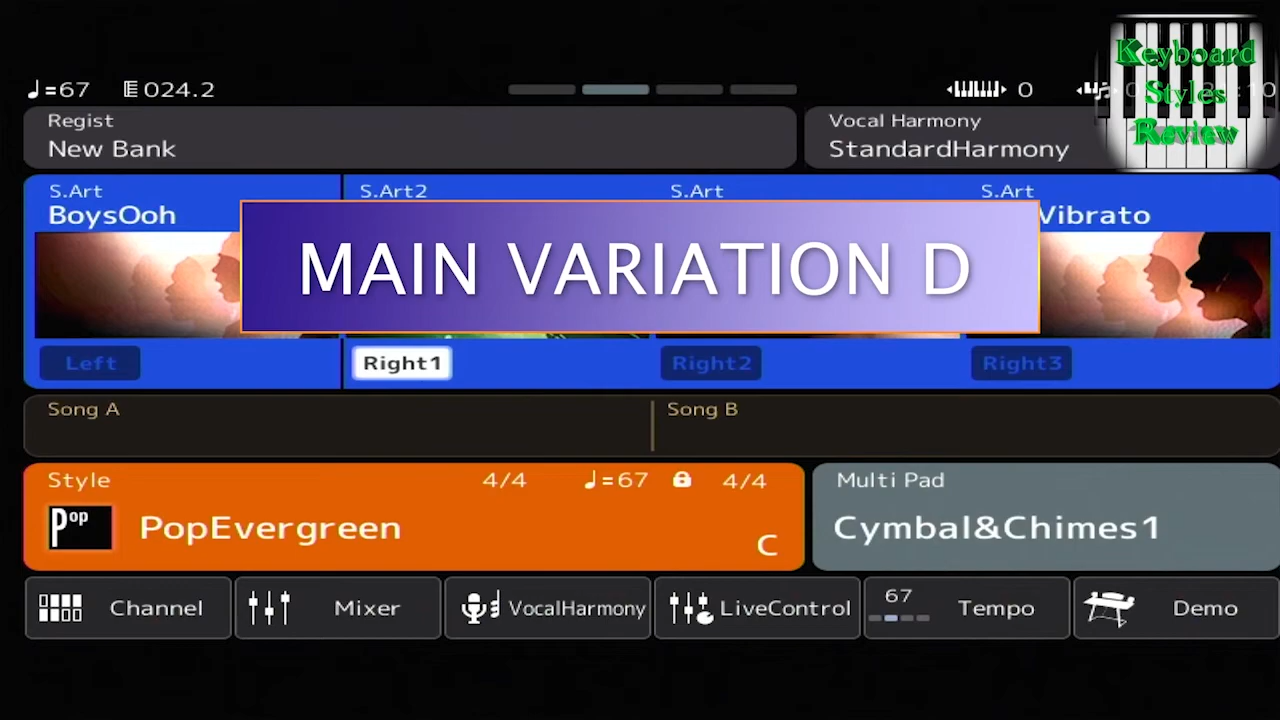 ♩=67
024.2
0
Keyboard
Styles
Review
Regist
New Bank
Vocal Harmony
StandardHarmony
S.Art
BoysOoh
S.Art2
S.Art
S.Art
Vibrato
MAIN VARIATION D
Left
Right1
Right2
Right3
Song A
Song B
Style
4/4
♩=67
4/4
Pop
PopEvergreen
C
Multi Pad
Cymbal&Chimes1
Channel
Mixer
VocalHarmony
LiveControl
67
Tempo
Demo